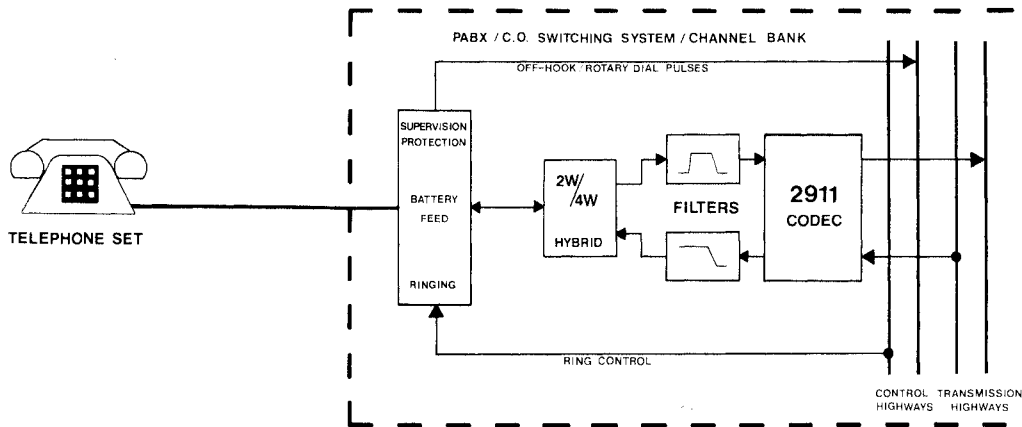 PABX / C.O. SWITCHING SYSTEM / CHANNEL BANK
OFF-HOOK/ROTARY DIAL PULSES
SUPERVISION
PROTECTION
BATTERY
FEED
RINGING
2W/
4W
HYBRID
FILTERS
2911
CODEC
TELEPHONE SET
RING CONTROL
CONTROL
HIGHWAYS
TRANSMISSION
HIGHWAYS